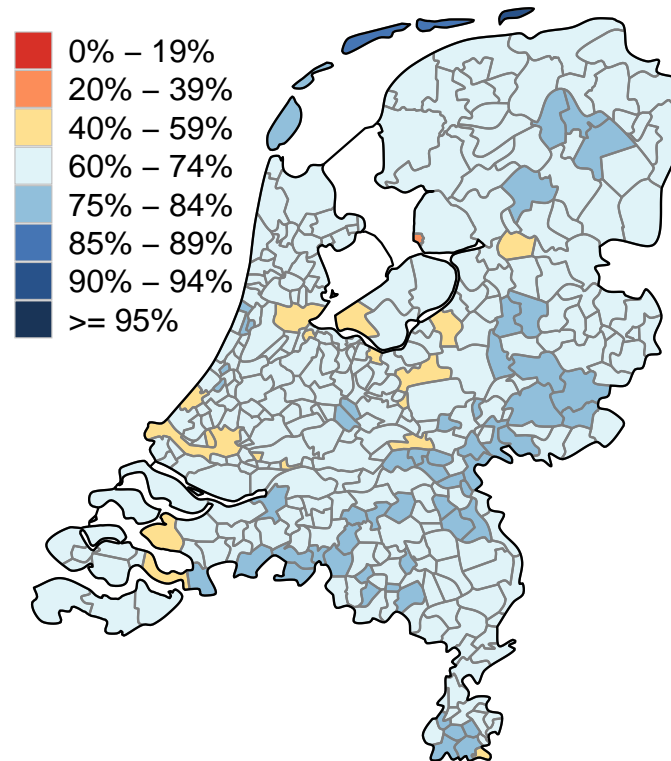 0% – 19%
20% – 39%
40% – 59%
60% – 74%
75% – 84%
85% – 89%
90% – 94%
>= 95%